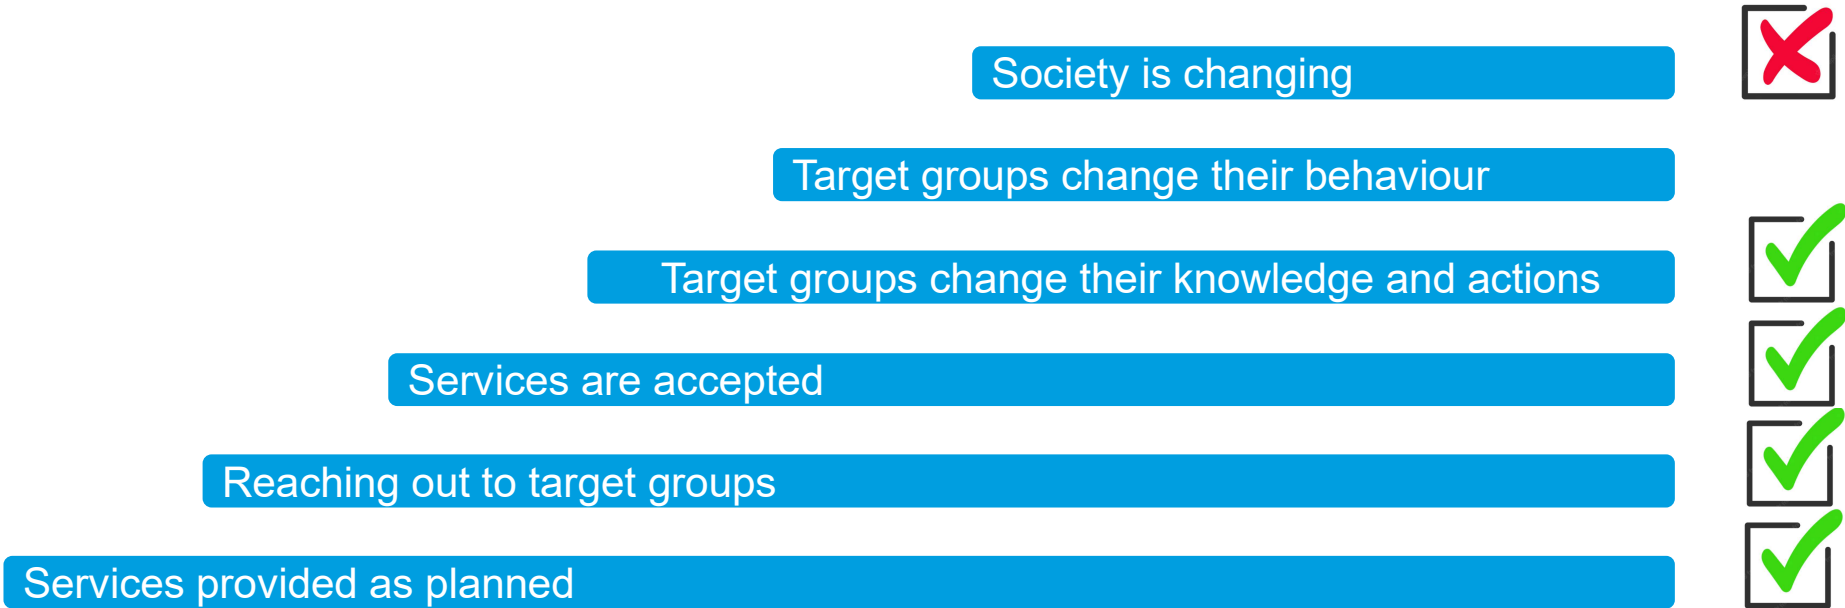 Society is changing
Target groups change their behaviour
Target groups change their knowledge and actions
Services are accepted
Reaching out to target groups
Services provided as planned